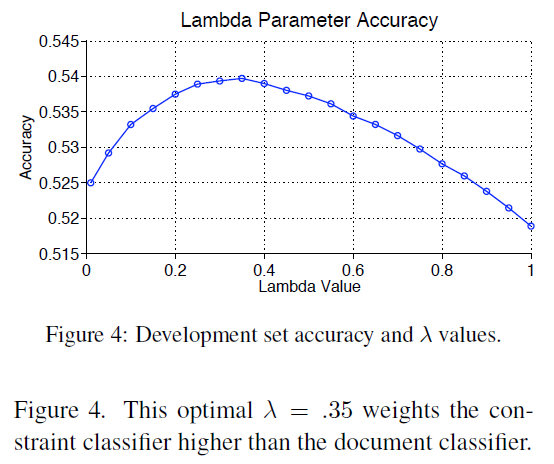 Lambda Parameter Accuracy
0.545
0.54
0.535
0.53
0.525
0.52
0.515
Accuracy
0 0.2 0.4 0.6 0.8 1
Lambda Value
Figure 4: Development set accuracy and λ values.
Figure 4. This optimal λ = .35 weights the con-
straint classifier higher than the document classifier.